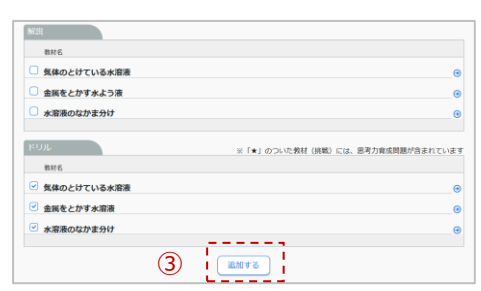 解説
教材名
気体のとけている水溶液
金属をとかす水よう液
水溶液のなかま分け
ドリル
※「★」のついた教材（挑戦）には、思考力育成問題が含まれています
教材名
気体のとけている水溶液
金属をとかす水溶液
水溶液のなかま分け
③
追加する